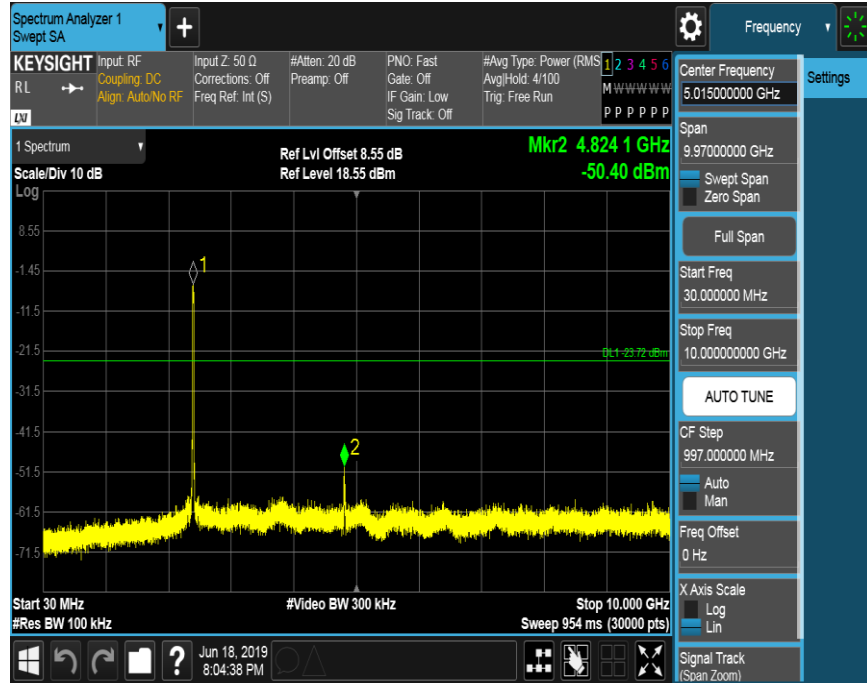 Spectrum Analyzer 1
Swept SA
+
Frequency
KEYSIGHT
RL
LXI
Input: RF
Coupling: DC
Align: Auto/No RF
Input Z: 50 Ω
Corrections: Off
Freq Ref: Int (S)
#Atten: 20 dB
Preamp: Off
PNO: Fast
Gate: Off
IF Gain: Low
Sig Track: Off
#Avg Type: Power (RMS
Avg|Hold: 4/100
Trig: Free Run
1 2 3 4 5 6
M W W W W W
P P P P P P
Settings
1 Spectrum
Scale/Div 10 dB
Log
Ref Lvl Offset 8.55 dB
Ref Level 18.55 dBm
Mkr2 4.824 1 GHz
-50.40 dBm
8.55
-1.45
-11.5
-21.5
-31.5
-41.5
-51.5
-61.5
-71.5
1
2
DL1 -23.72 dBm
Start 30 MHz
#Res BW 100 kHz
#Video BW 300 kHz
Stop 10.000 GHz
Sweep 954 ms (30000 pts)
?
Jun 18, 2019
8:04:38 PM
Center Frequency
5.015000000 GHz
Span
9.97000000 GHz
Swept Span
Zero Span
Full Span
Start Freq
30.000000 MHz
Stop Freq
10.000000000 GHz
AUTO TUNE
CF Step
997.000000 MHz
Auto
Man
Freq Offset
0 Hz
X Axis Scale
Log
Lin
Signal Track
(Span Zoom)